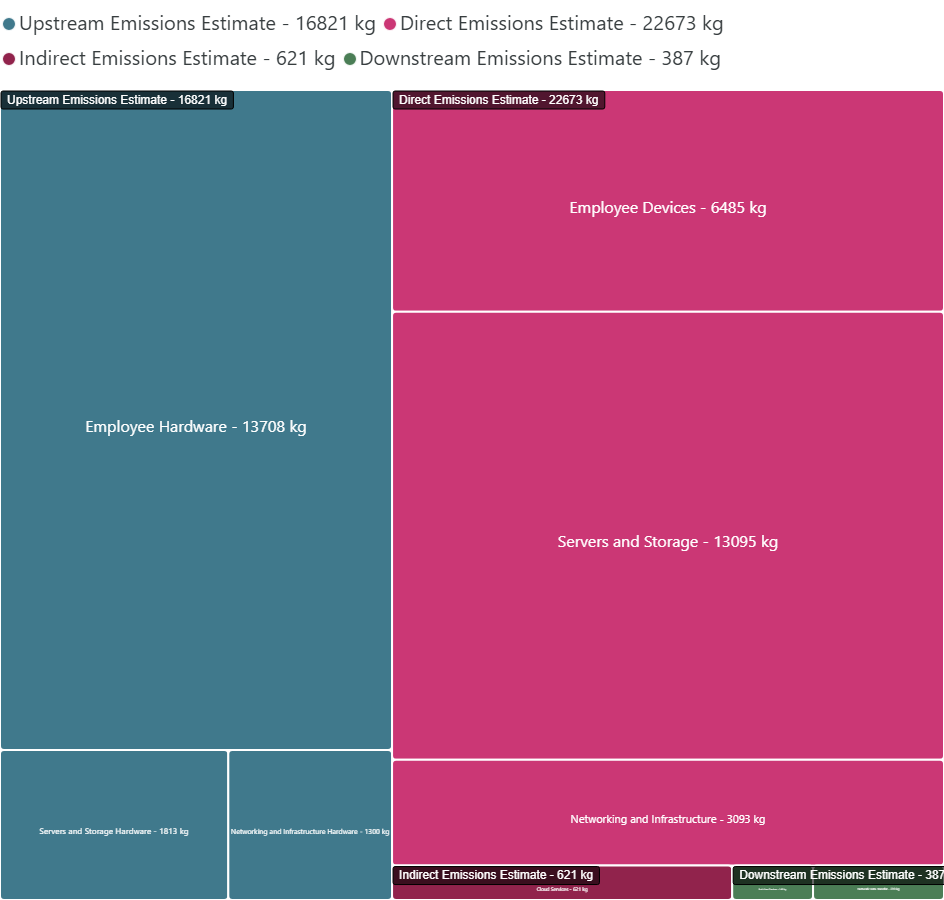 Upstream Emissions Estimate - 16821 kg Direct Emissions Estimate - 22673 kg
Indirect Emissions Estimate - 621 kg Downstream Emissions Estimate - 387 kg
Upstream Emissions Estimate - 16821 kg
Direct Emissions Estimate - 22673 kg
Employee Devices - 6485 kg
Employee Hardware - 13708 kg
Servers and Storage - 13095 kg
Networking and Infrastructure - 3093 kg
Servers and Storage Hardware - 1813 kg
Networking and Infrastructure Hardware - 1300 kg
Indirect Emissions Estimate - 621 kg
Downstream Emissions Estimate - 387
Cloud Services - 621 kg